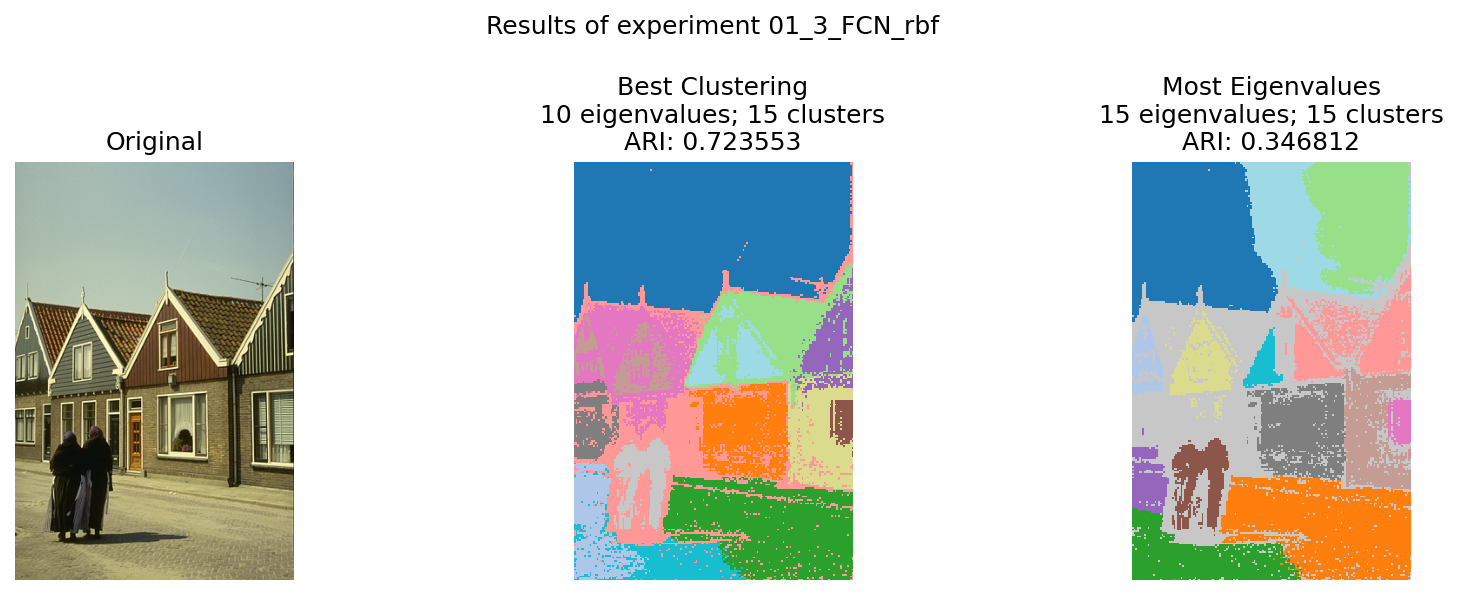 Results of experiment 01_3_FCN_rbf
Original
Best Clustering
10 eigenvalues; 15 clusters
ARI: 0.723553
Most Eigenvalues
15 eigenvalues; 15 clusters
ARI: 0.346812